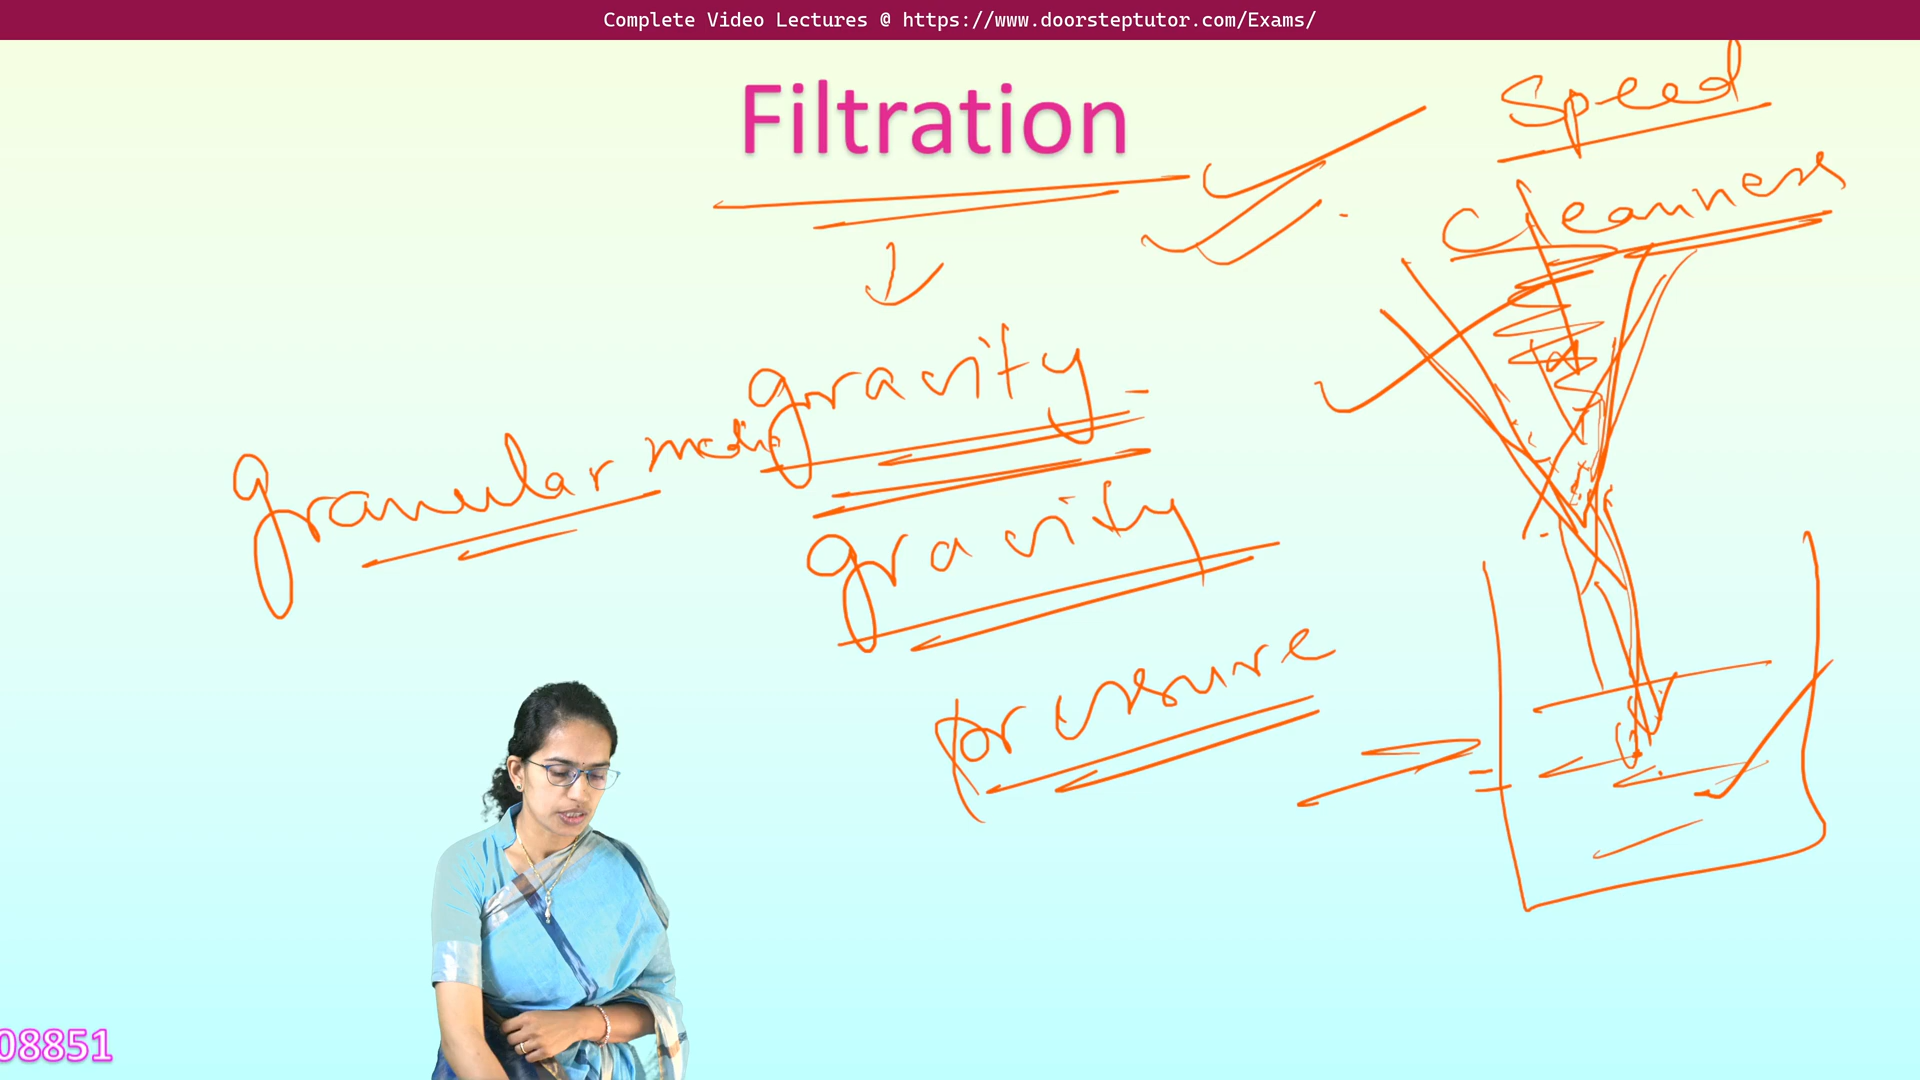 Complete Video Lectures @ https://www.doorsteptutor.com/Exams/
Filtration
Speed
Cleanness
gravity
granular media
gravity
pressure
08851